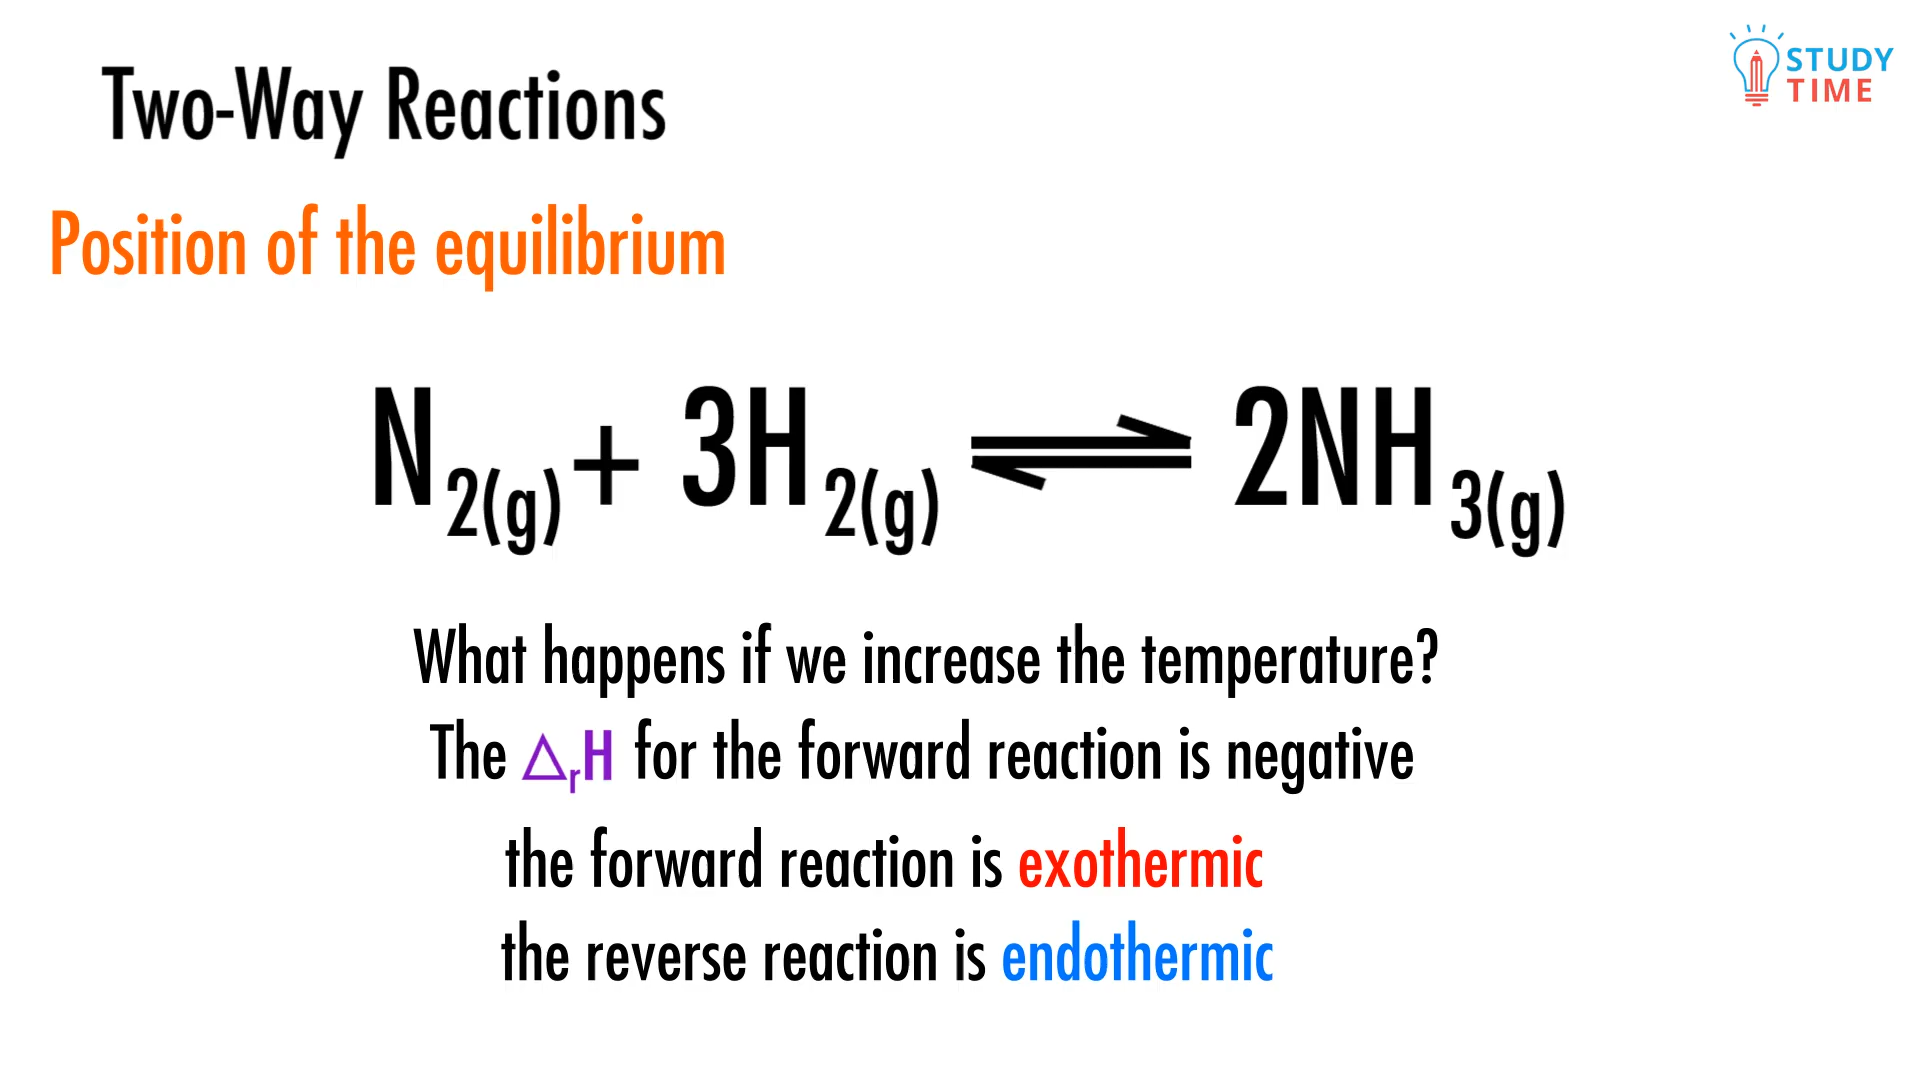 STUDY
TIME
Two-Way Reactions
Position of the equilibrium
N2(g) + 3H2(g) ⇌ 2NH3(g)
What happens if we increase the temperature?
The △rH for the forward reaction is negative
the forward reaction is exothermic
the reverse reaction is endothermic